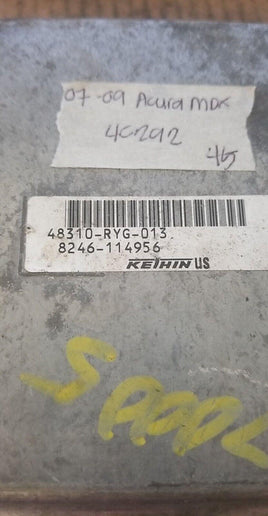 07-09 Acura MDX
40292
45
48310-RYG-013
8246-114956
KEIHIN US